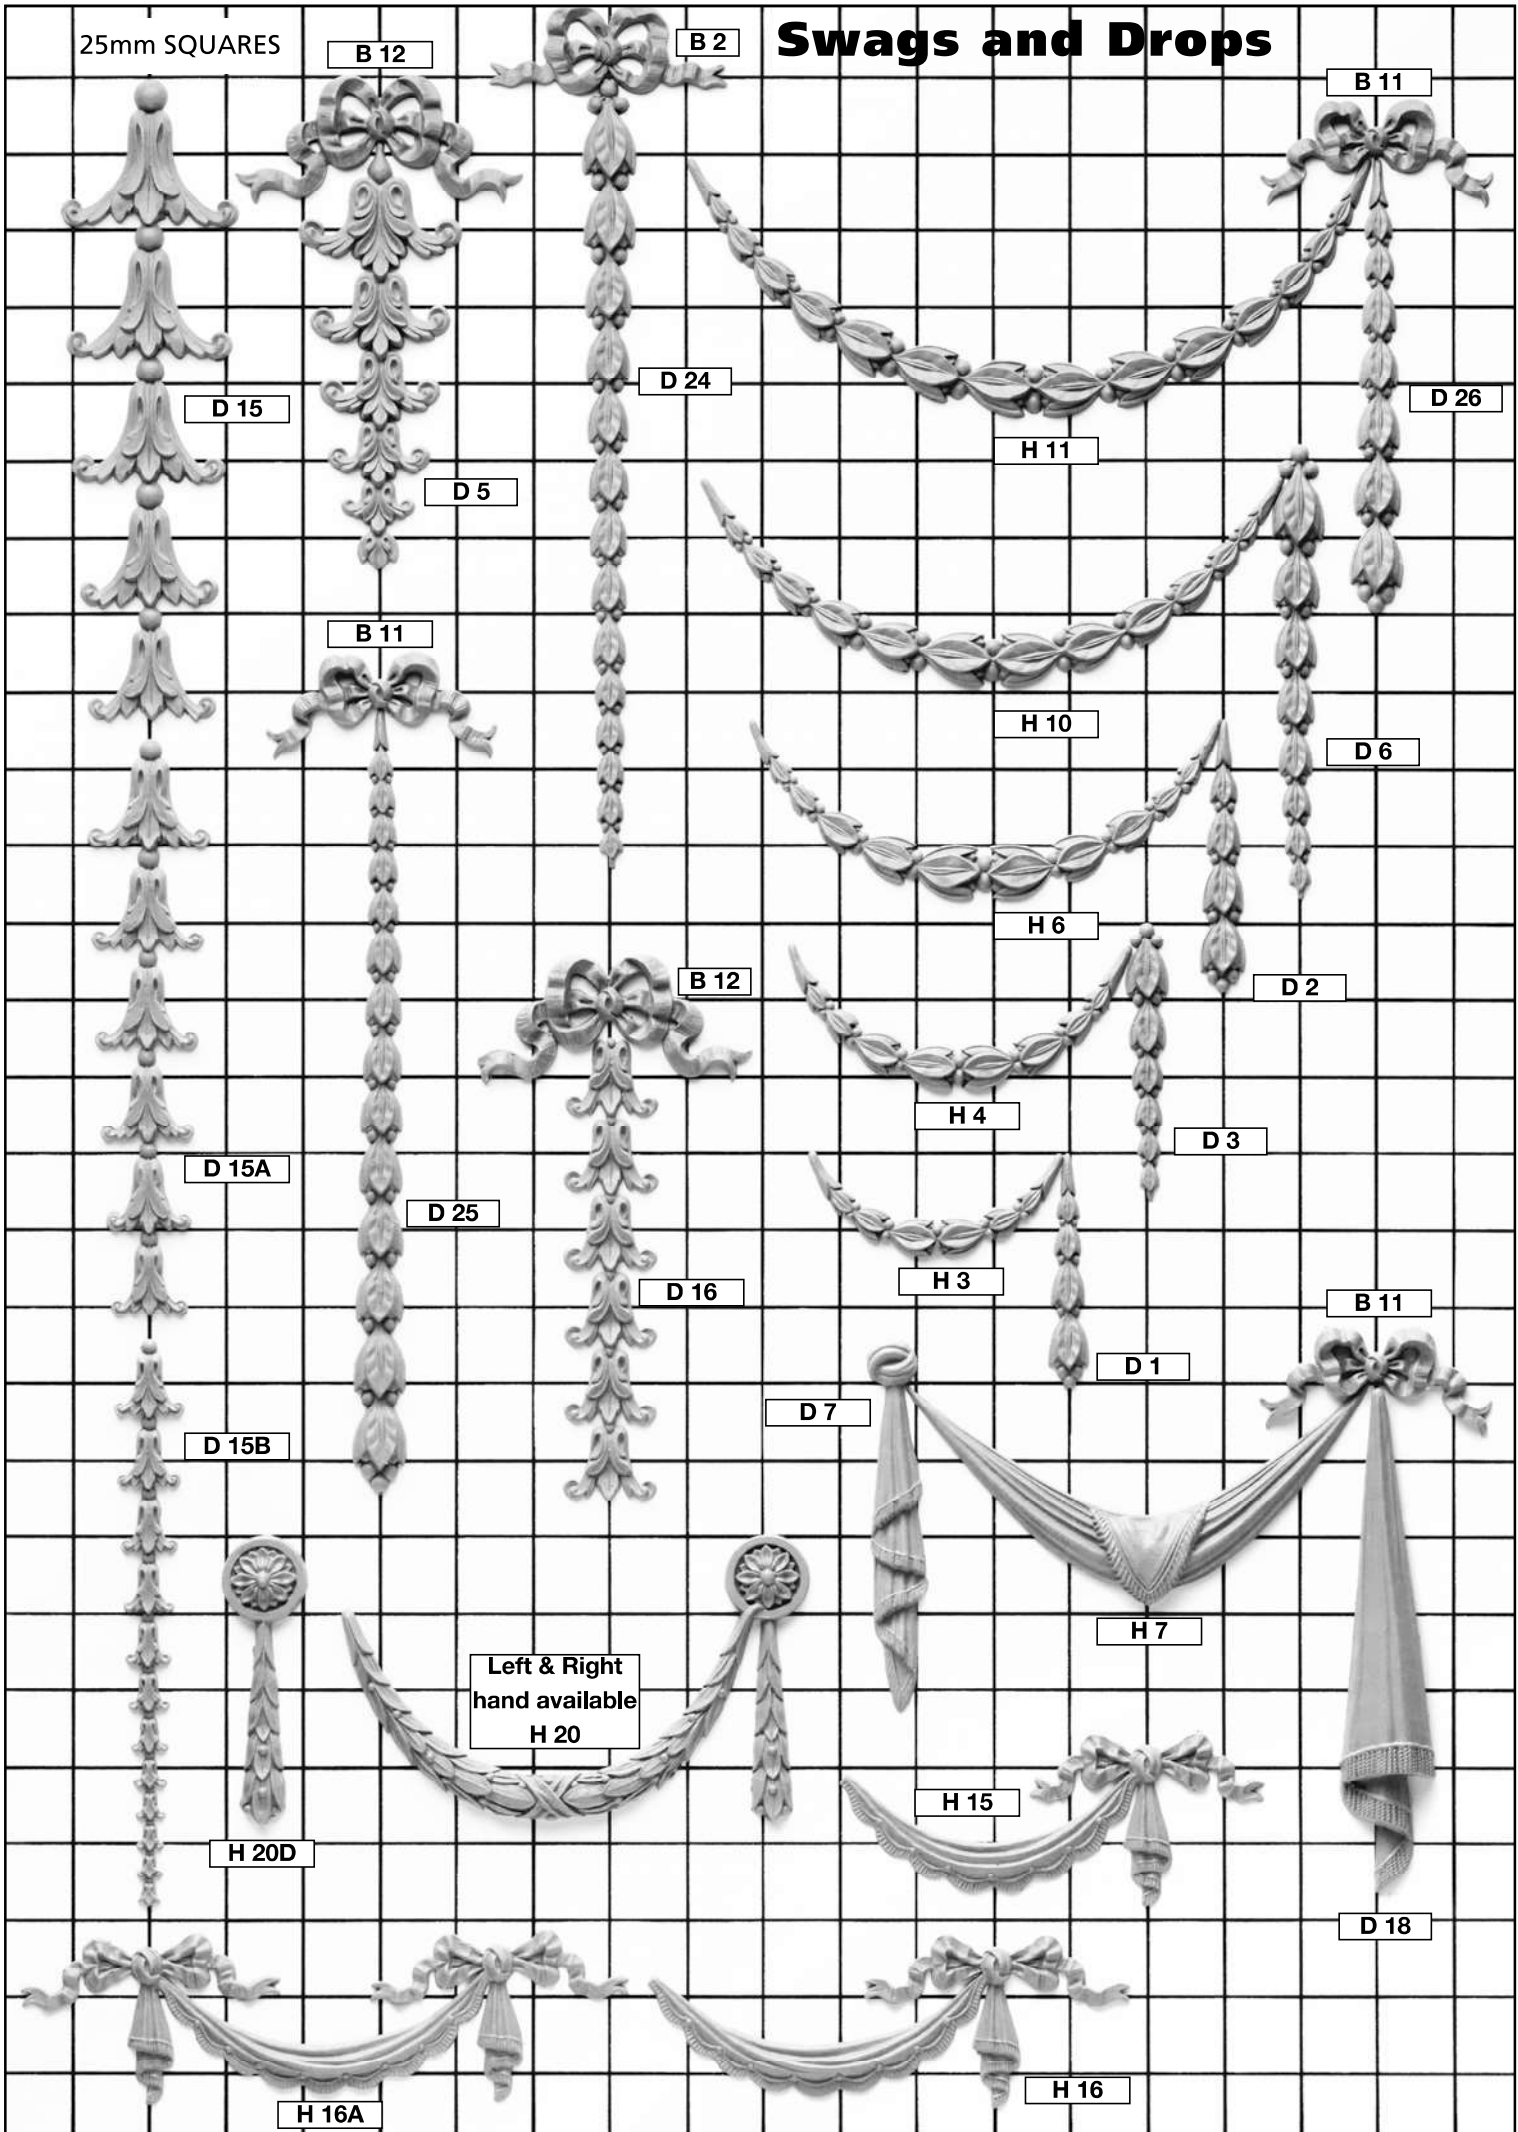 25mm SQUARES
Swags and Drops
B 12
B 2
B 11
D 24
D 15
D 26
H 11
D 5
B 11
H 10
D 6
H 6
B 12
D 2
H 4
D 3
D 15A
D 25
H 3
D 16
B 11
D 1
D 7
D 15B
H 7
Left & Right
hand available
H 20
H 15
H 20D
D 18
H 16
H 16A